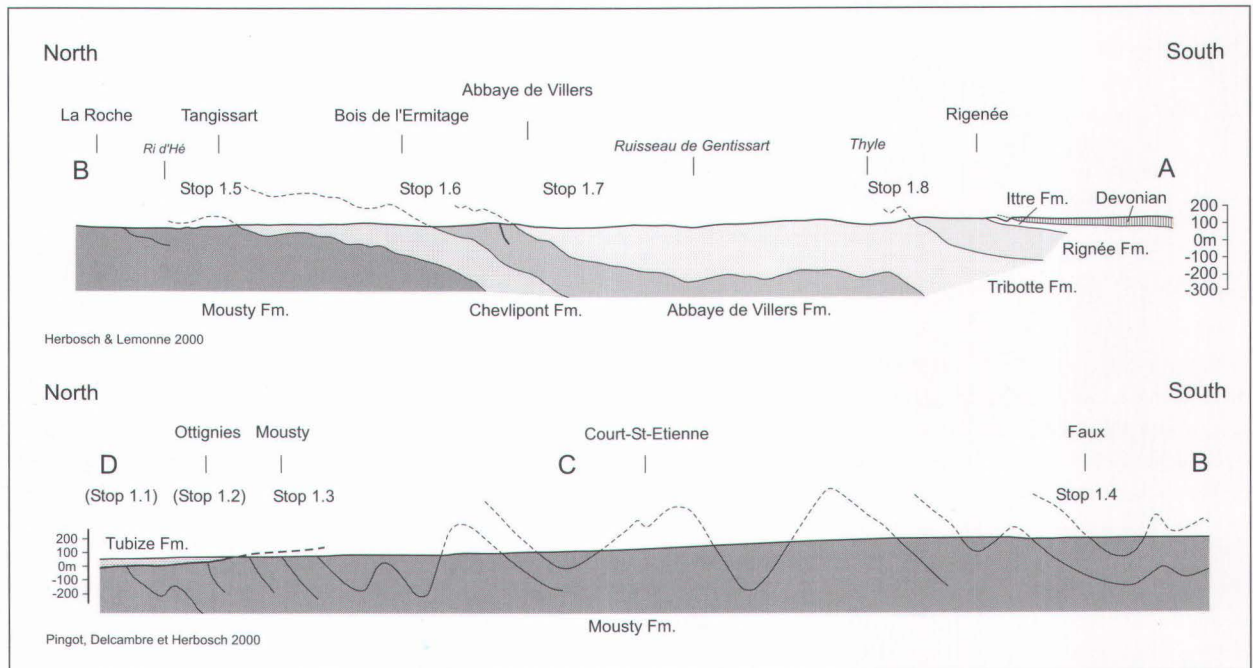 North South
Abbaye de Villers
La Roche Tangissart Bois de l'Ermitage Rigenée
Ri d'Hé Ruisseau de Gentissart Thyle
B A
Stop 1.5 Stop 1.6 Stop 1.7 Stop 1.8
Ittre Fm. Devonian
200
100
0m
-100
-200
-300
Rignée Fm.
Tribotte Fm.
Mousty Fm. Chevlipont Fm. Abbaye de Villers Fm.
Herbosch & Lemonne 2000
North South
Ottignies Mousty Court-St-Etienne Faux
D C B
(Stop 1.1) (Stop 1.2) Stop 1.3 Stop 1.4
Tubize Fm.
200
100
0m
-100
-200
Mousty Fm.
Pingot, Delcambre et Herbosch 2000